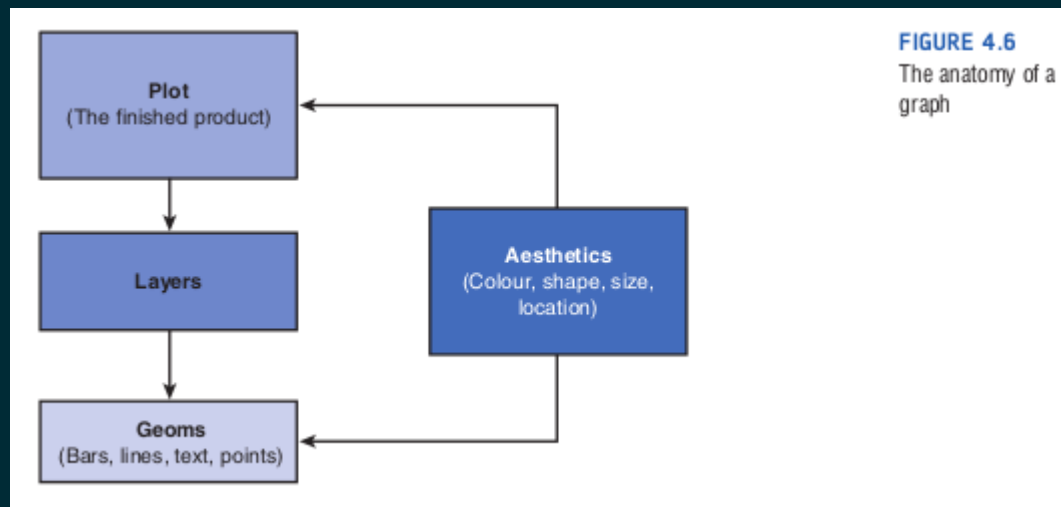 Plot
(The finished product)
Layers
Geoms
(Bars, lines, text, points)
Aesthetics
(Colour, shape, size,
location)
FIGURE 4.6
The anatomy of a
graph